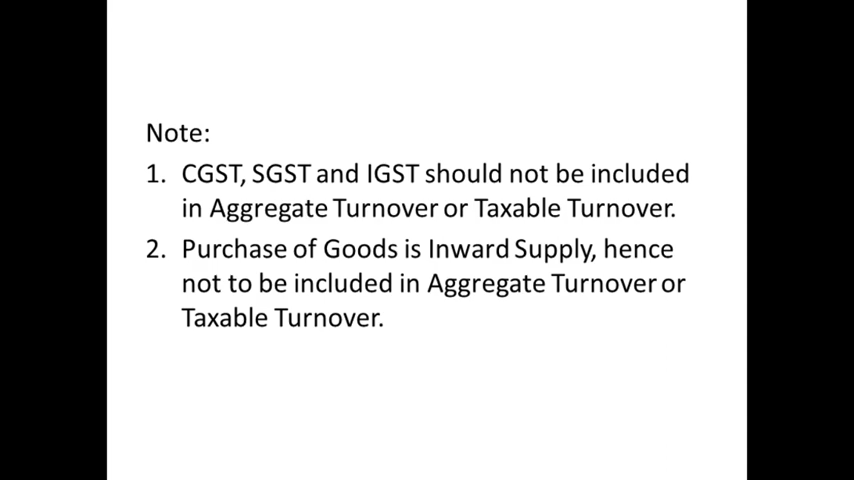 Note:
1. CGST, SGST and IGST should not be included
in Aggregate Turnover or Taxable Turnover.
2. Purchase of Goods is Inward Supply, hence
not to be included in Aggregate Turnover or
Taxable Turnover.